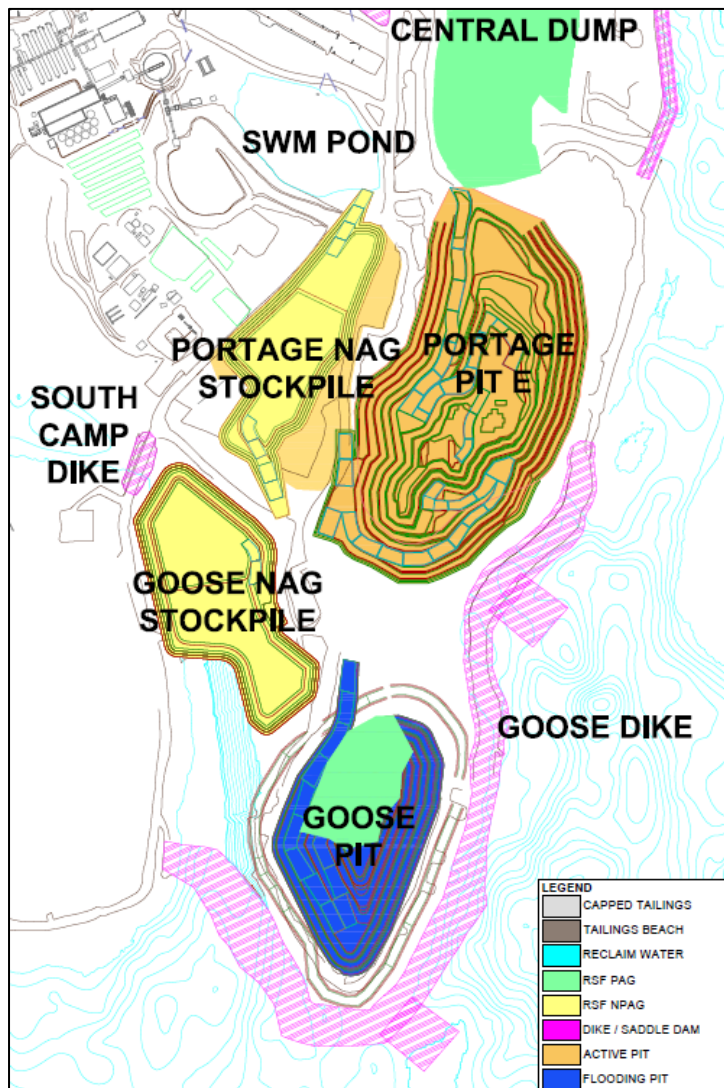 CENTRAL DUMP
SWM POND
PORTAGE NAG
STOCKPILE
PORTAGE
PIT E
SOUTH
CAMP
DIKE
GOOSE NAG
STOCKPILE
GOOSE DIKE
GOOSE
PIT
LEGEND
CAPPED TAILINGS
TAILINGS BEACH
RECLAIM WATER
RSF PAG
RSF NPAG
DIKE / SADDLE DAM
ACTIVE PIT
FLOODING PIT